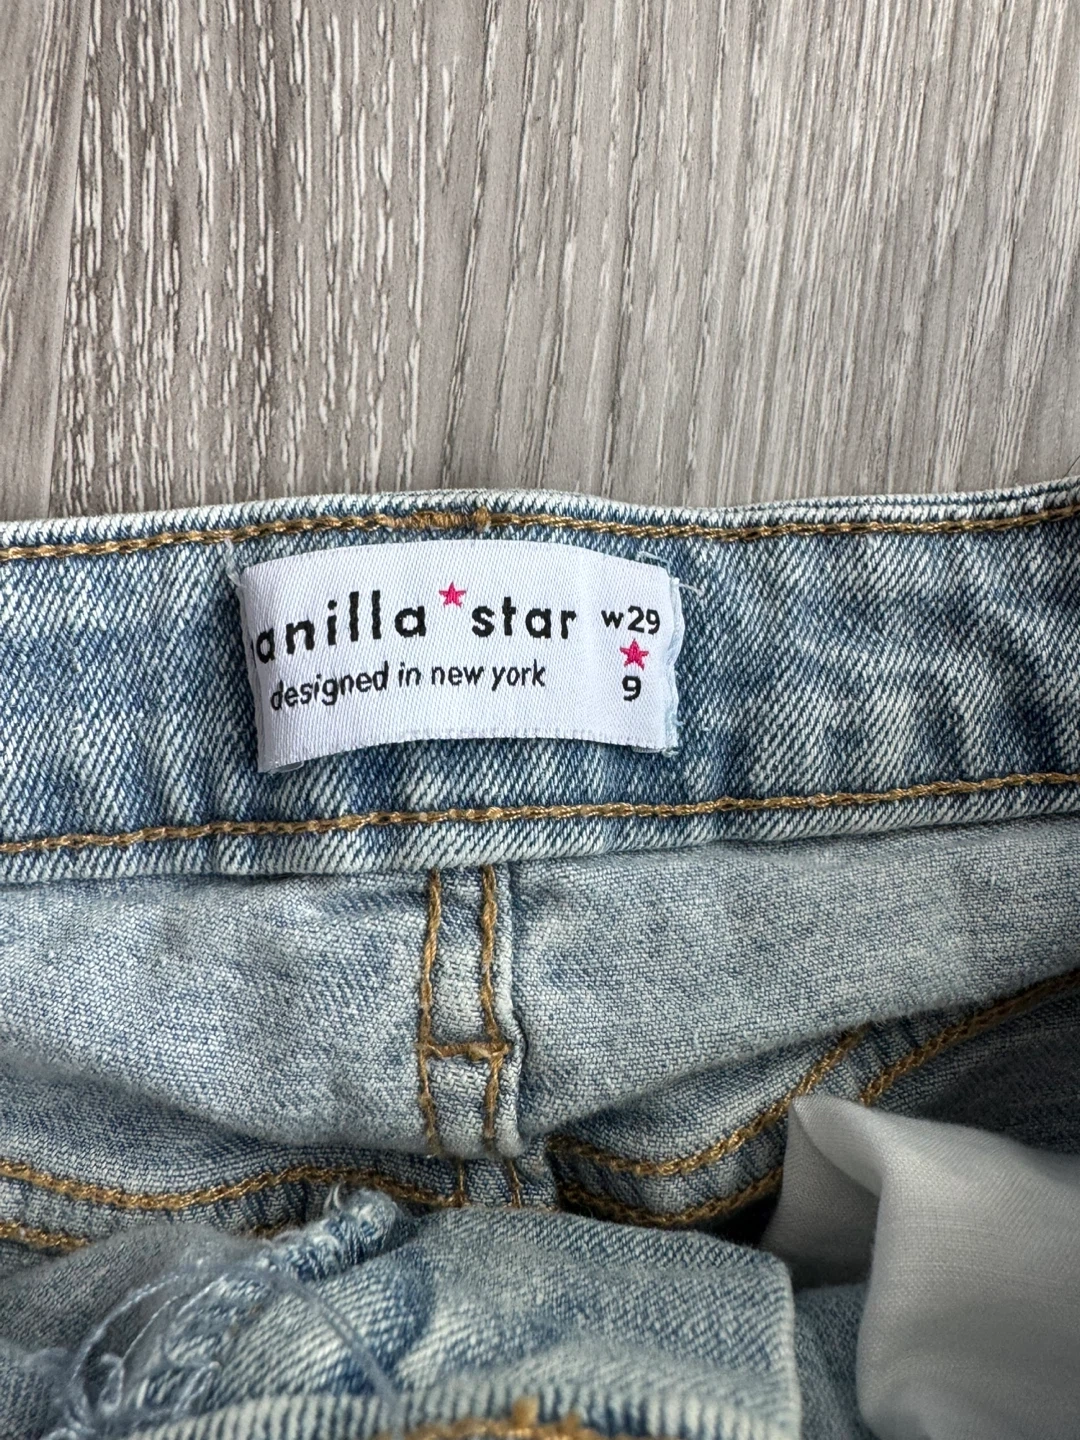 anilla star
designed in new york
w29
9